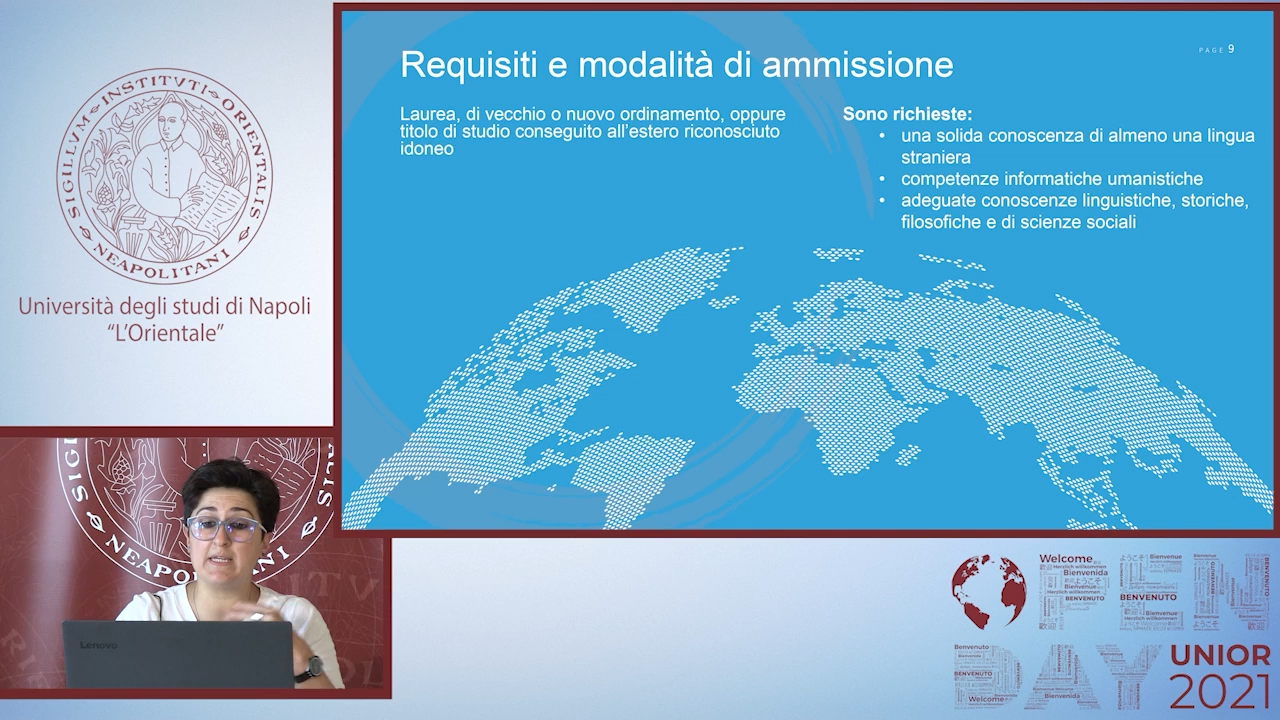 SIGILLVM INSTITVTI ORIENTALIS
NEAPOLITANI
Università degli studi di Napoli
“L’Orientale”
Requisiti e modalità di ammissione
PAGE 9
Laurea, di vecchio o nuovo ordinamento, oppure
titolo di studio conseguito all’estero riconosciuto
idoneo
Sono richieste:
• una solida conoscenza di almeno una lingua
straniera
• competenze informatiche umanistiche
• adeguate conoscenze linguistiche, storiche,
filosofiche e di scienze sociali
Lenovo
Welcome
Bienvenida
BENVENUTO
BENVENUTO
OPEN
DAY
UNIOR
2021